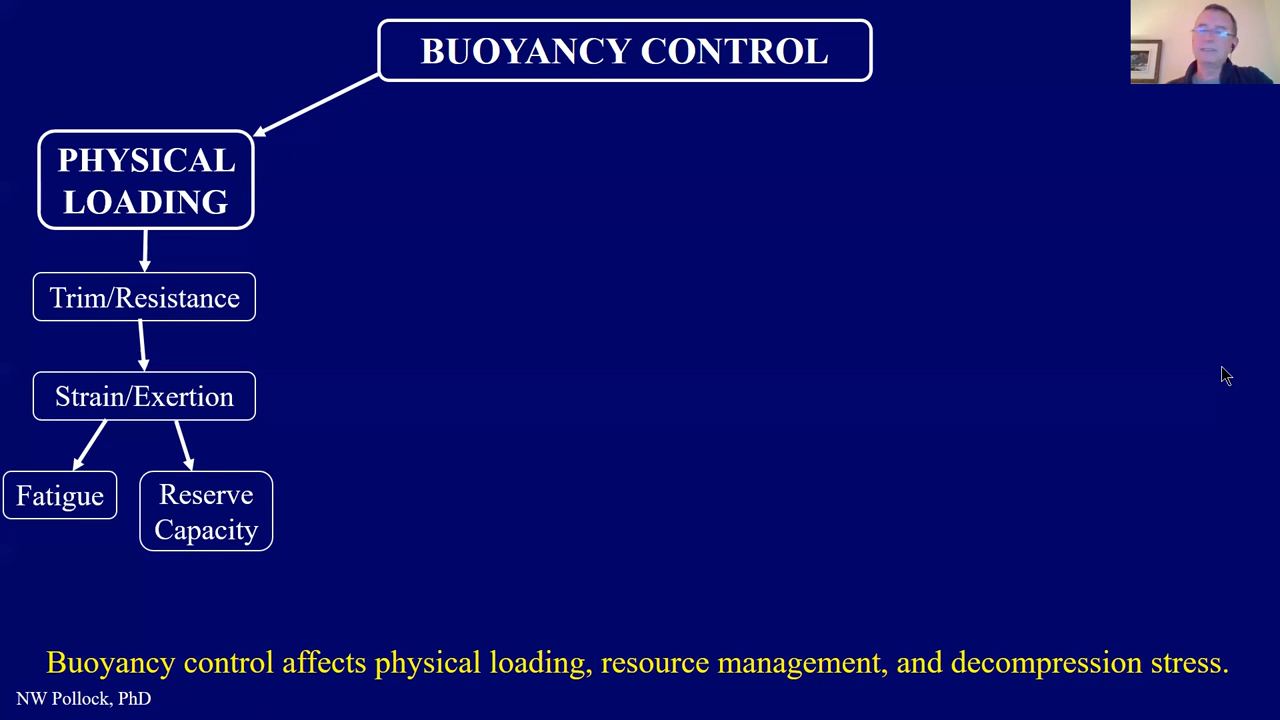 BUOYANCY CONTROL
PHYSICAL
LOADING
Trim/Resistance
Strain/Exertion
Fatigue
Reserve
Capacity
Buoyancy control affects physical loading, resource management, and decompression stress.
NW Pollock, PhD